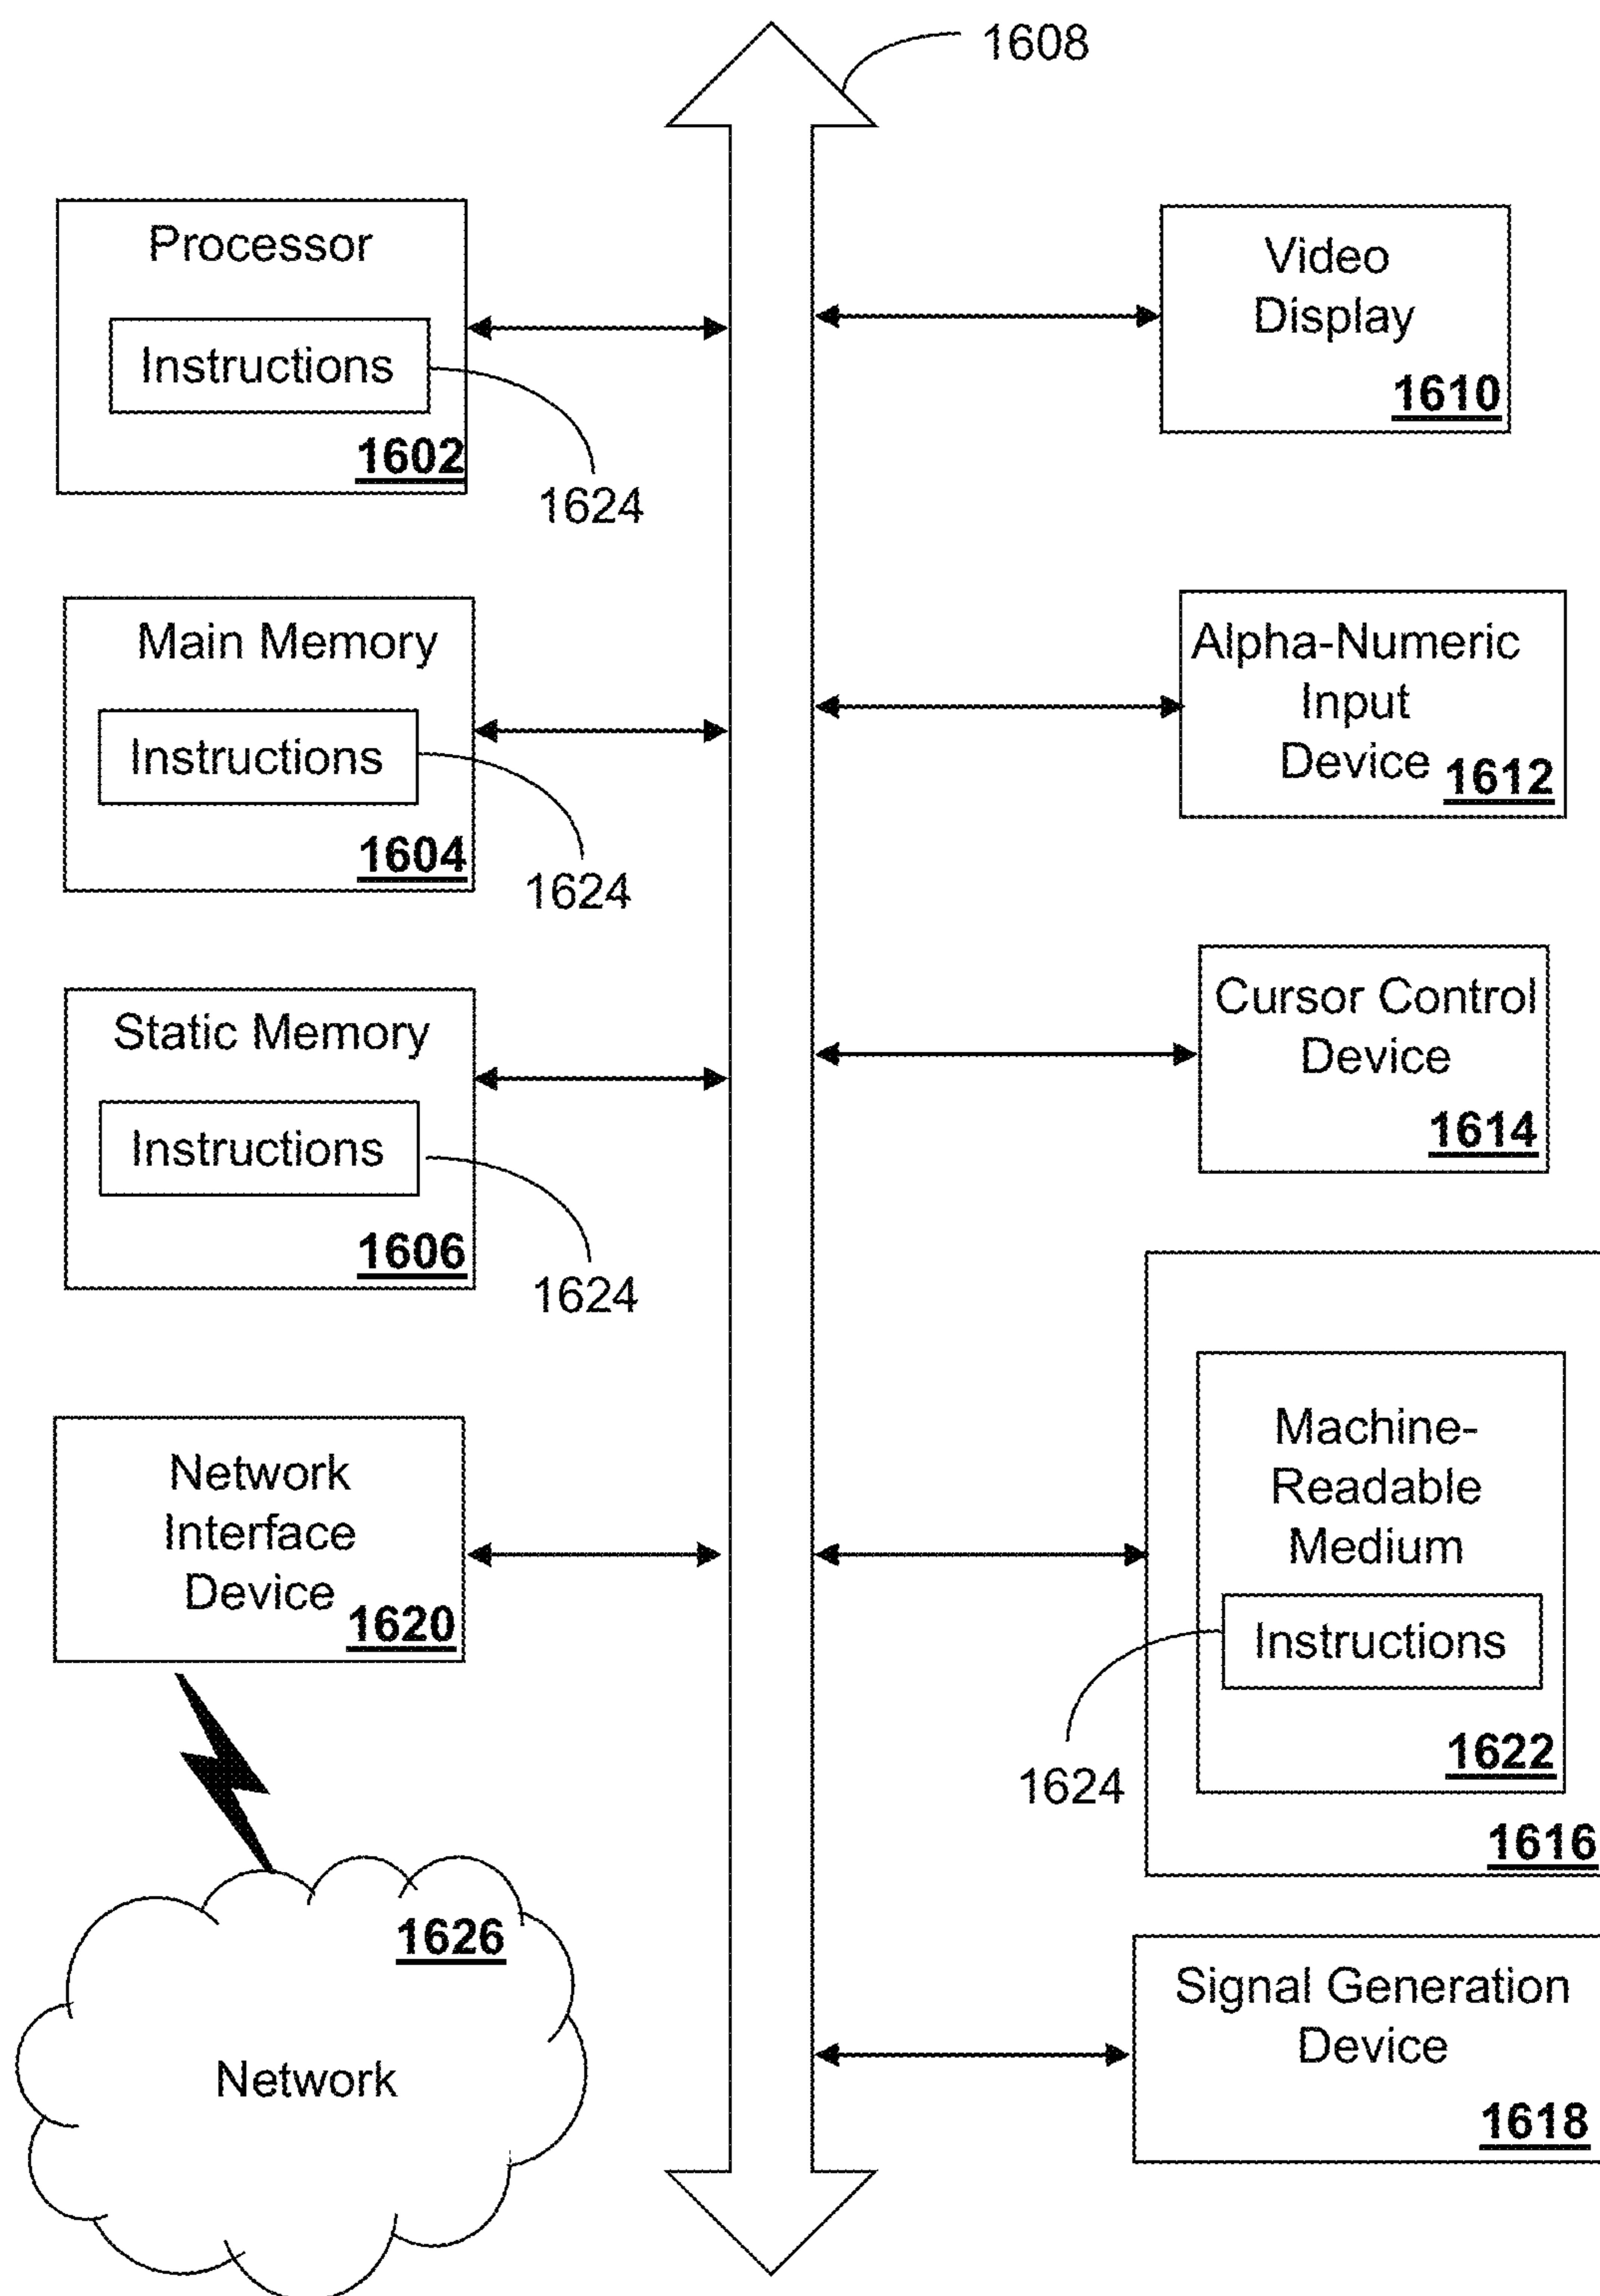 1608
Processor
Instructions
1602
1624
Main Memory
Instructions
1604
1624
Static Memory
Instructions
1606
1624
Network
Interface
Device
1620
1626
Network
Video
Display
1610
Alpha-Numeric
Input
Device
1612
Cursor Control
Device
1614
Machine-
Readable
Medium
Instructions
1624
1622
1616
Signal Generation
Device
1618